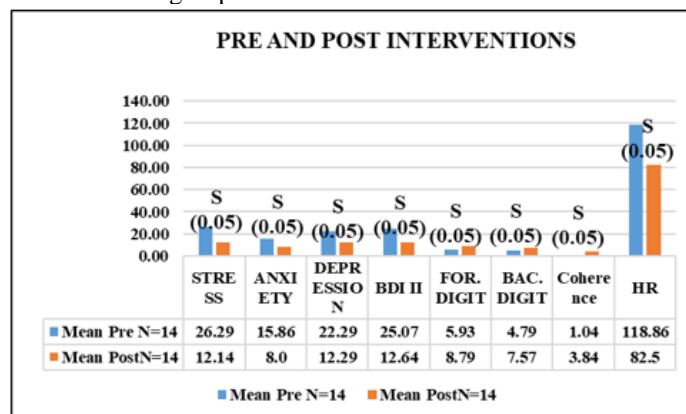 PRE AND POST INTERVENTIONS
140.00
120.00
100.00
80.00
60.00
40.00
20.00
0.00
S (0.05)
S (0.05)
S (0.05)
S (0.05)
S (0.05)
S (0.05)
S (0.05)
S (0.05)
STRE SS ANXI ETY DEPR ESSIO N BDI II FOR. DIGIT BAC. DIGIT Cohere nce HR
Mean Pre N=14 26.29 15.86 22.29 25.07 5.93 4.79 1.04 118.86
Mean PostN=14 12.14 8.0 12.29 12.64 8.79 7.57 3.84 82.5
Mean Pre N=14 Mean PostN=14